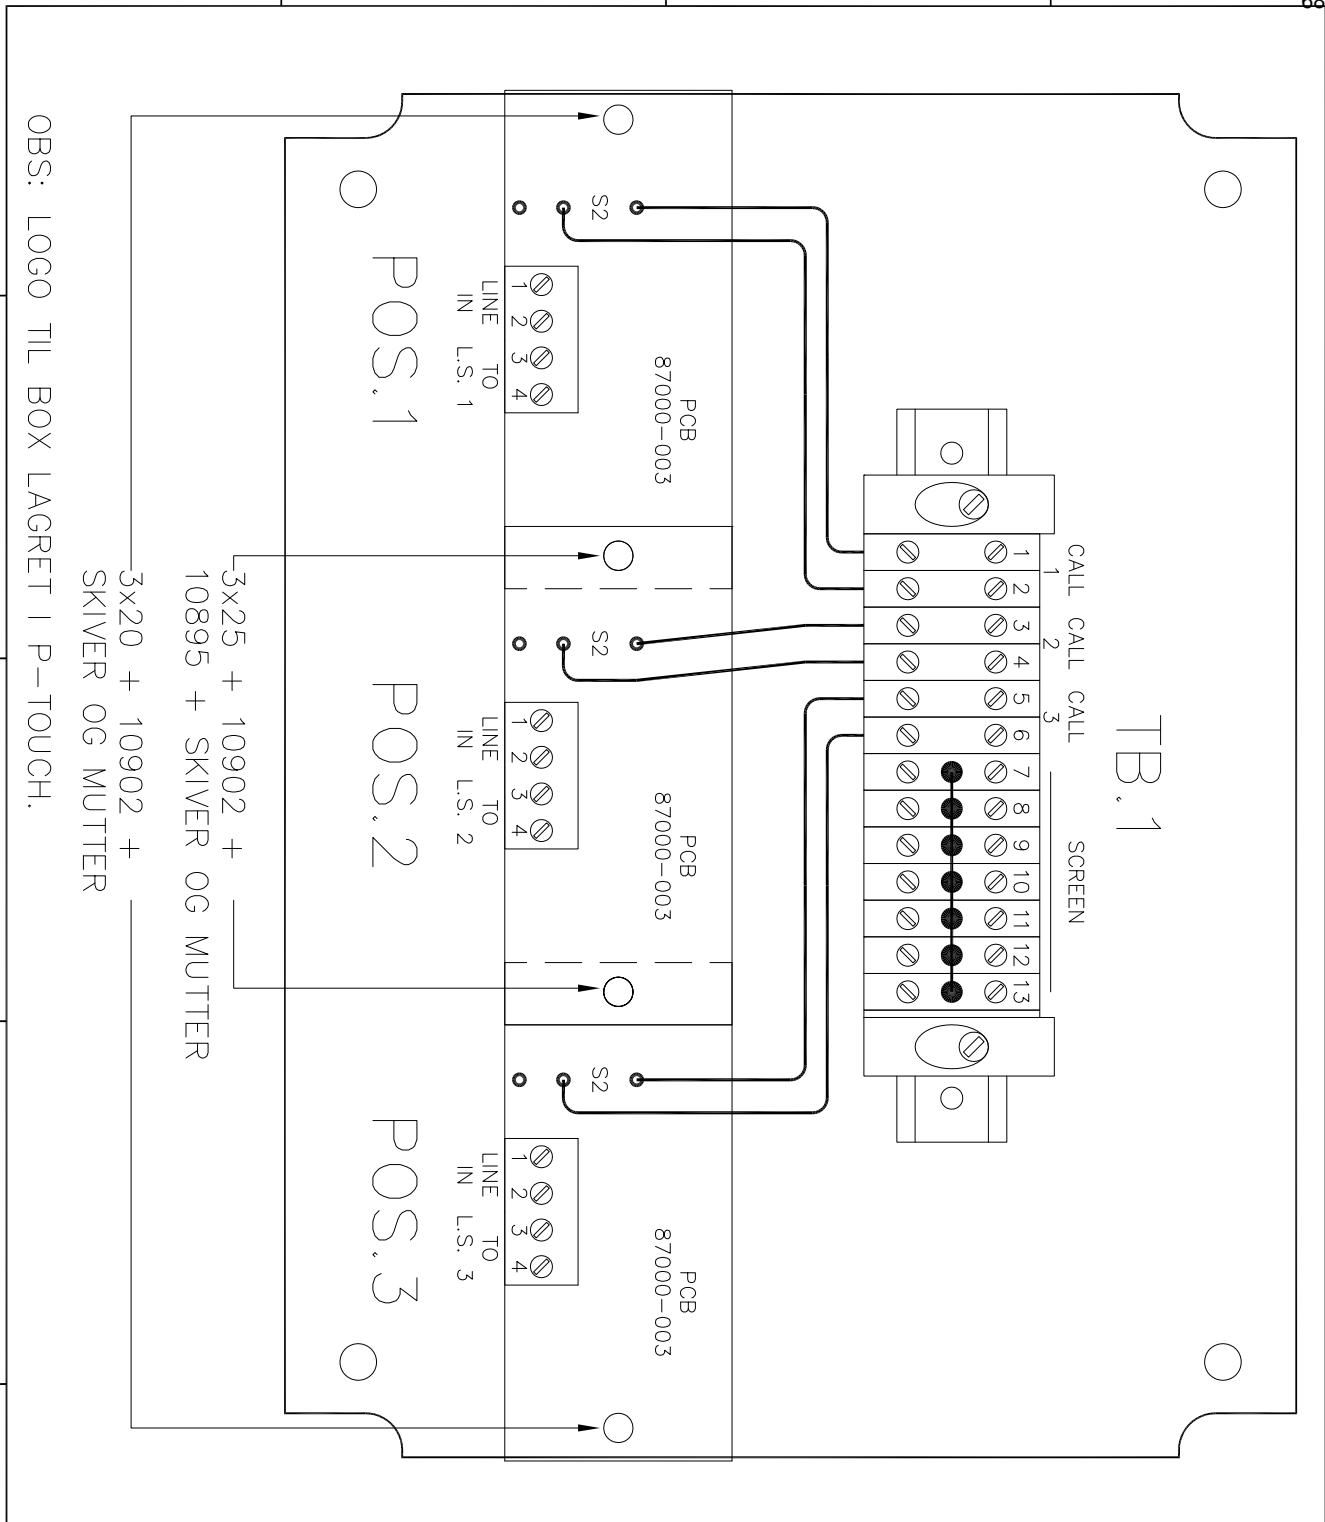 TB.1
CALL CALL CALL
1 2 3
SCREEN
1 2 3 4 5 6 7 8 9 10 11 12 13
PCB
87000-003
PCB
87000-003
PCB
87000-003
S2
S2
S2
1 2 3 4
LINE TO
IN L.S. 1
1 2 3 4
LINE TO
IN L.S. 2
1 2 3 4
LINE TO
IN L.S. 3
POS.1
POS.2
POS.3
3x25 + 10902 +
10895 + SKIVER OG MUTTER
3x20 + 10902 +
SKIVER OG MUTTER
OBS: LOGO TIL BOX LAGRET I P-TOUCH.